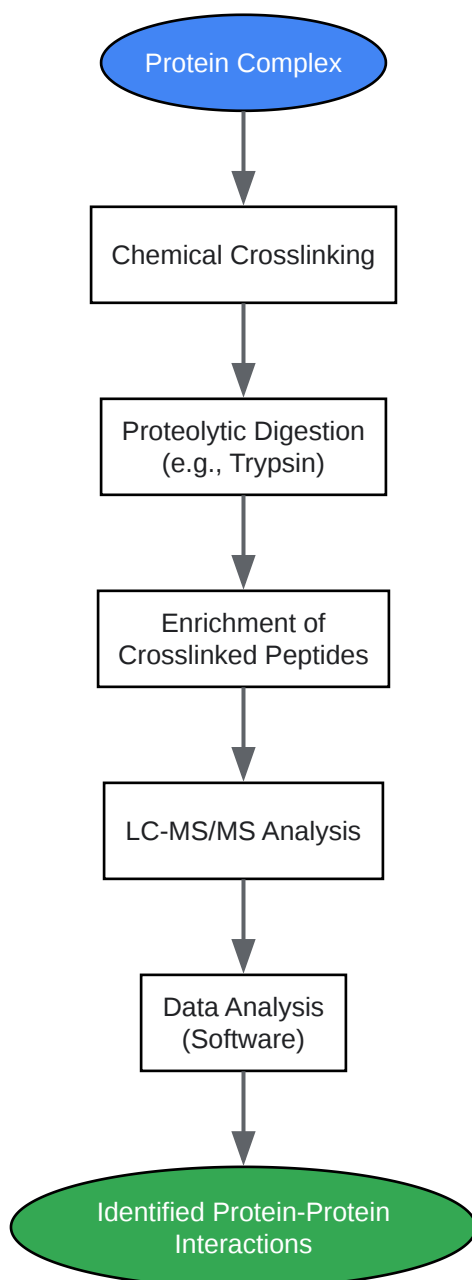 Protein Complex
Chemical Crosslinking
Proteolytic Digestion
(e.g., Trypsin)
Enrichment of
Crosslinked Peptides
LC-MS/MS Analysis
Data Analysis
(Software)
Identified Protein-Protein
Interactions